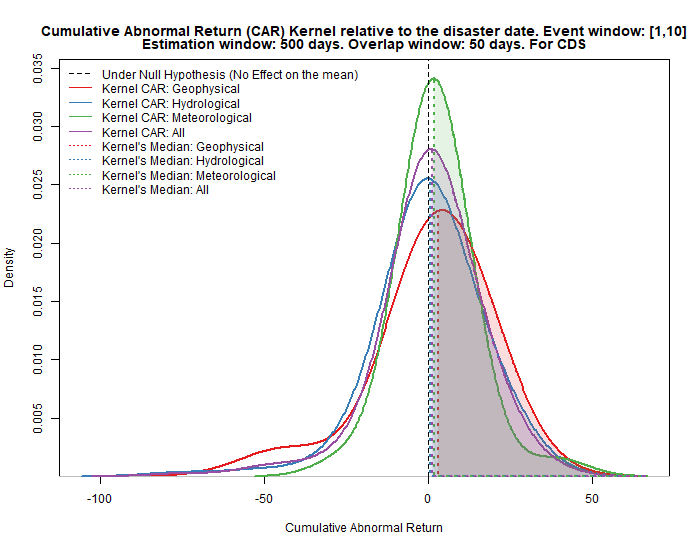 Cumulative Abnormal Return (CAR) Kernel relative to the disaster date. Event window: [1,10]
Estimation window: 500 days. Overlap window: 50 days. For CDS
Under Null Hypothesis (No Effect on the mean)
Kernel CAR: Geophysical
Kernel CAR: Hydrological
Kernel CAR: Meteorological
Kernel CAR: All
Kernel's Median: Geophysical
Kernel's Median: Hydrological
Kernel's Median: Meteorological
Kernel's Median: All
Density
0.035
0.030
0.025
0.020
0.015
0.010
0.005
-100
-50
0
50
Cumulative Abnormal Return